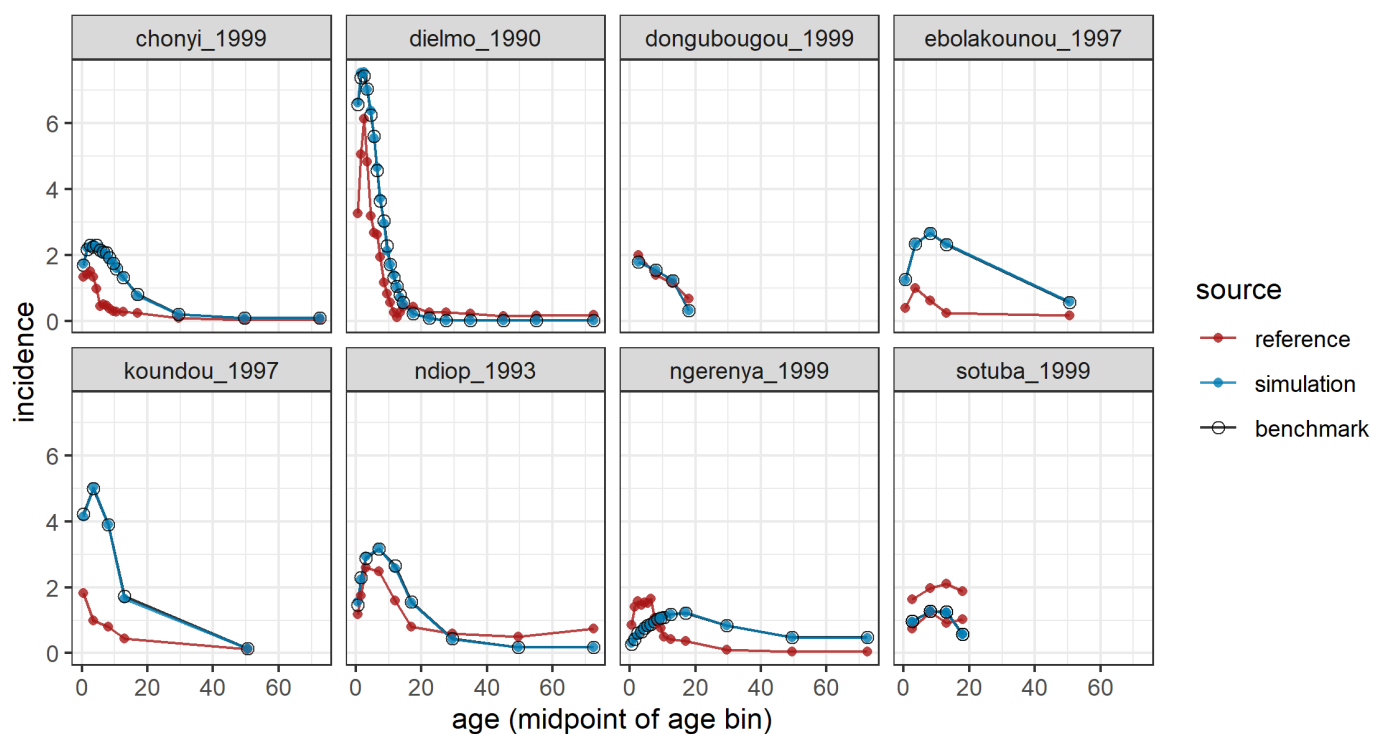 chonyi_1999 dielmo_1990 dongubougou_1999 ebolakounou_1997
6
4
2
0
koundou_1997 ndiop_1993 ngerenya_1999 sotuba_1999
6
4
2
0
0 20 40 60 0 20 40 60 0 20 40 60 0 20 40 60
age (midpoint of age bin)
incidence
source
reference
simulation
benchmark